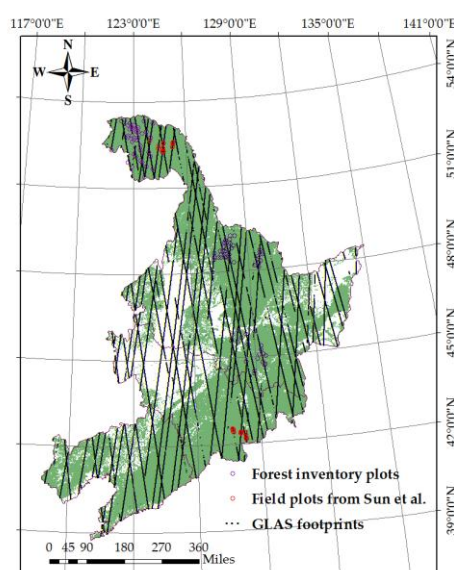 117°0'0"E 123°0'0"E 129°0'0"E 135°0'0"E 141°0'0"E
N
W E
S
54°0'0"N
51°0'0"N
48°0'0"N
45°0'0"N
42°0'0"N
39°0'0"N
Forest inventory plots
Field plots from Sun et al.
GLAS footprints
0 45 90 180 270 360
Miles